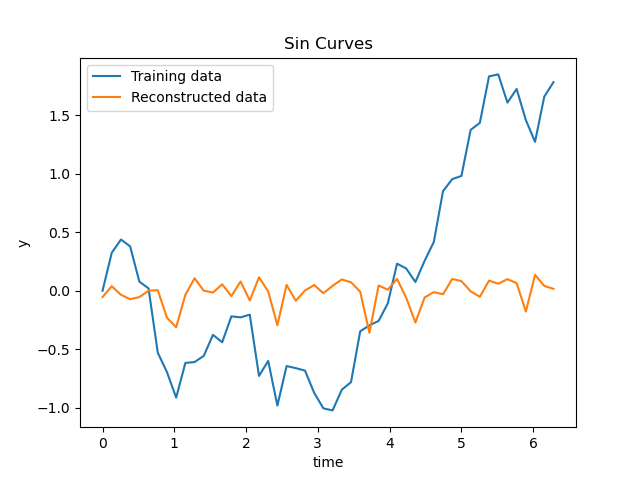 Sin Curves
Training data
Reconstructed data
y
1.5
1.0
0.5
0.0
−0.5
−1.0
0 1 2 3 4 5 6
time